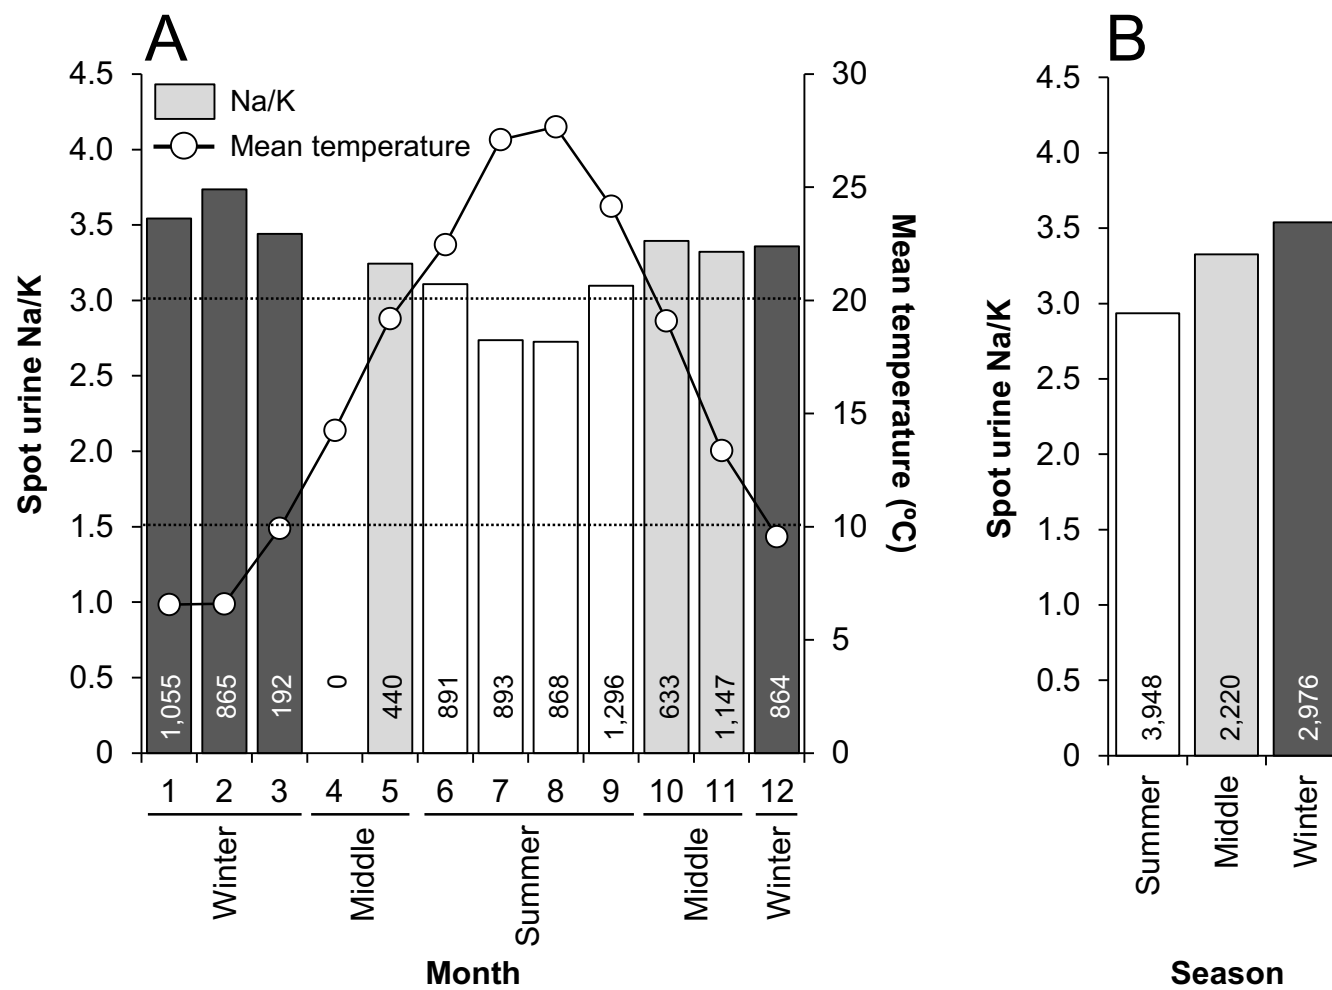 A
4.5
4.0
3.5
3.0
2.5
2.0
1.5
1.0
0.5
0
Spot urine Na/K
Na/K
Mean temperature
30
25
20
15
10
5
0
Mean temperature (ºC)
1,055
865
192
0
440
891
893
868
1,296
633
1,147
864
1 2 3 4 5 6 7 8 9 10 11 12
Winter
Middle
Summer
Middle
Winter
Month
B
4.5
4.0
3.5
3.0
2.5
2.0
1.5
1.0
0.5
0
Spot urine Na/K
3,948
2,220
2,976
Summer
Middle
Winter
Season